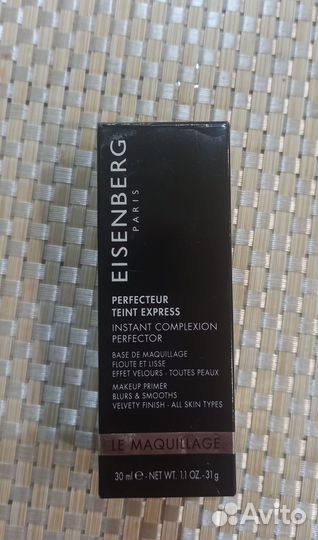 EISENBERG
PARIS
PERFECTEUR
TEINT EXPRESS
INSTANT COMPLEXION
PERFECTOR
BASE DE MAQUILLAGE
FLOUTE ET LISSE
EFFET VELOURS - TOUTES PEAUX
MAKEUP PRIMER
BLURS & SMOOTHS
VELVETY FINISH - ALL SKIN TYPES
LE MAQUILLAGE
30 ml ℮ - NET WT. 1.1 OZ. - 31 g
Avito